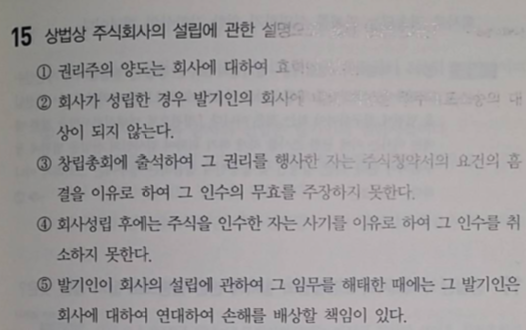 15 상법상 주식회사의 설립에 관한 설명
① 권리주의 양도는 회사에 대하여 효
② 회사가 성립한 경우 발기인의 회사에 대
상이 되지 않는다.
③ 창립총회에 출석하여 그 권리를 행사한 자는 주식청약서의 요건의 흠
결을 이유로 하여 그 인수의 무효를 주장하지 못한다.
④ 회사성립 후에는 주식을 인수한 자는 사기를 이유로 하여 그 인수를 취
소하지 못한다.
⑤ 발기인이 회사의 설립에 관하여 그 임무를 해태한 때에는 그 발기인은
회사에 대하여 연대하여 손해를 배상할 책임이 있다.